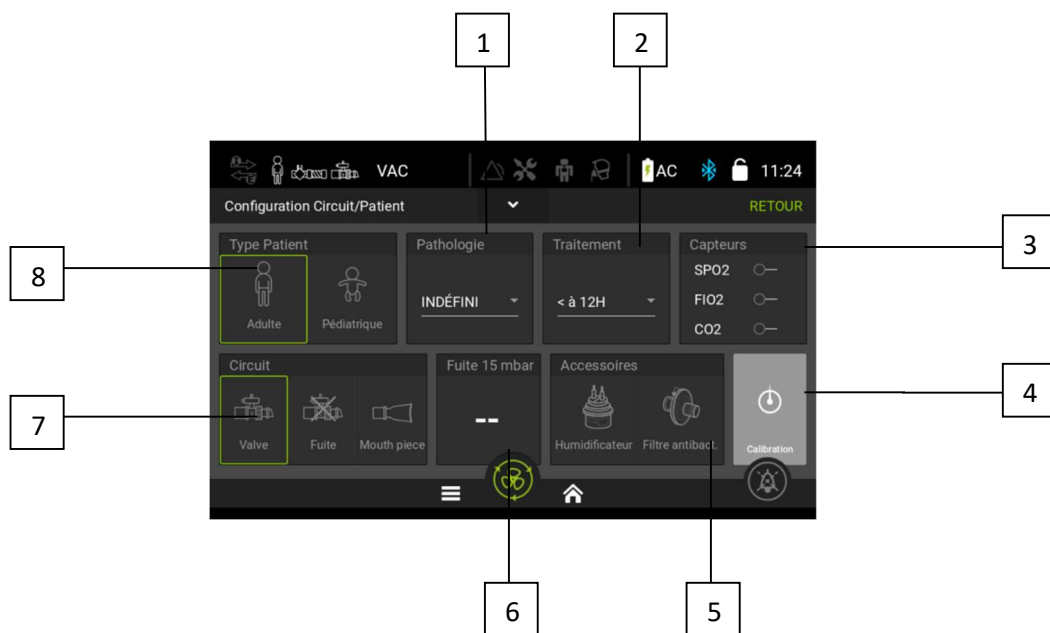 1
2
VAC
AC
11:24
Configuration Circuit/Patient
RETOUR
Type Patient
Pathologie
Traitement
Capteurs
3
8
SPO2
INDÉFINI
< à 12H
FIO2
Adulte
Pédiatrique
CO2
Circuit
Fuite 15 mbar
Accessoires
4
7
--
Valve
Fuite
Mouth piece
Humidificateur
Filtre antibact.
Calibration
6
5